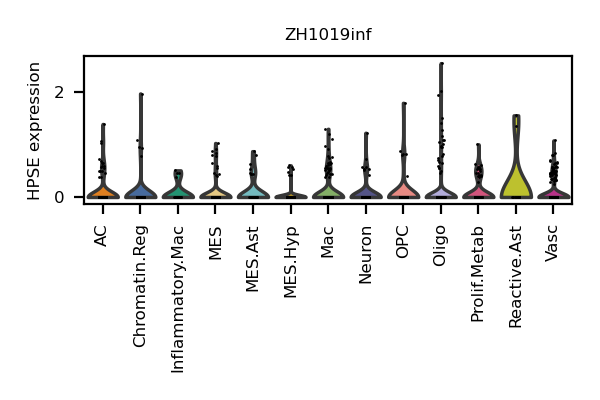 ZH1019inf
HPSE expression
2
0
AC
Chromatin.Reg
Inflammatory.Mac
MES
MES.Ast
MES.Hyp
Mac
Neuron
OPC
Oligo
Prolif.Metab
Reactive.Ast
Vasc